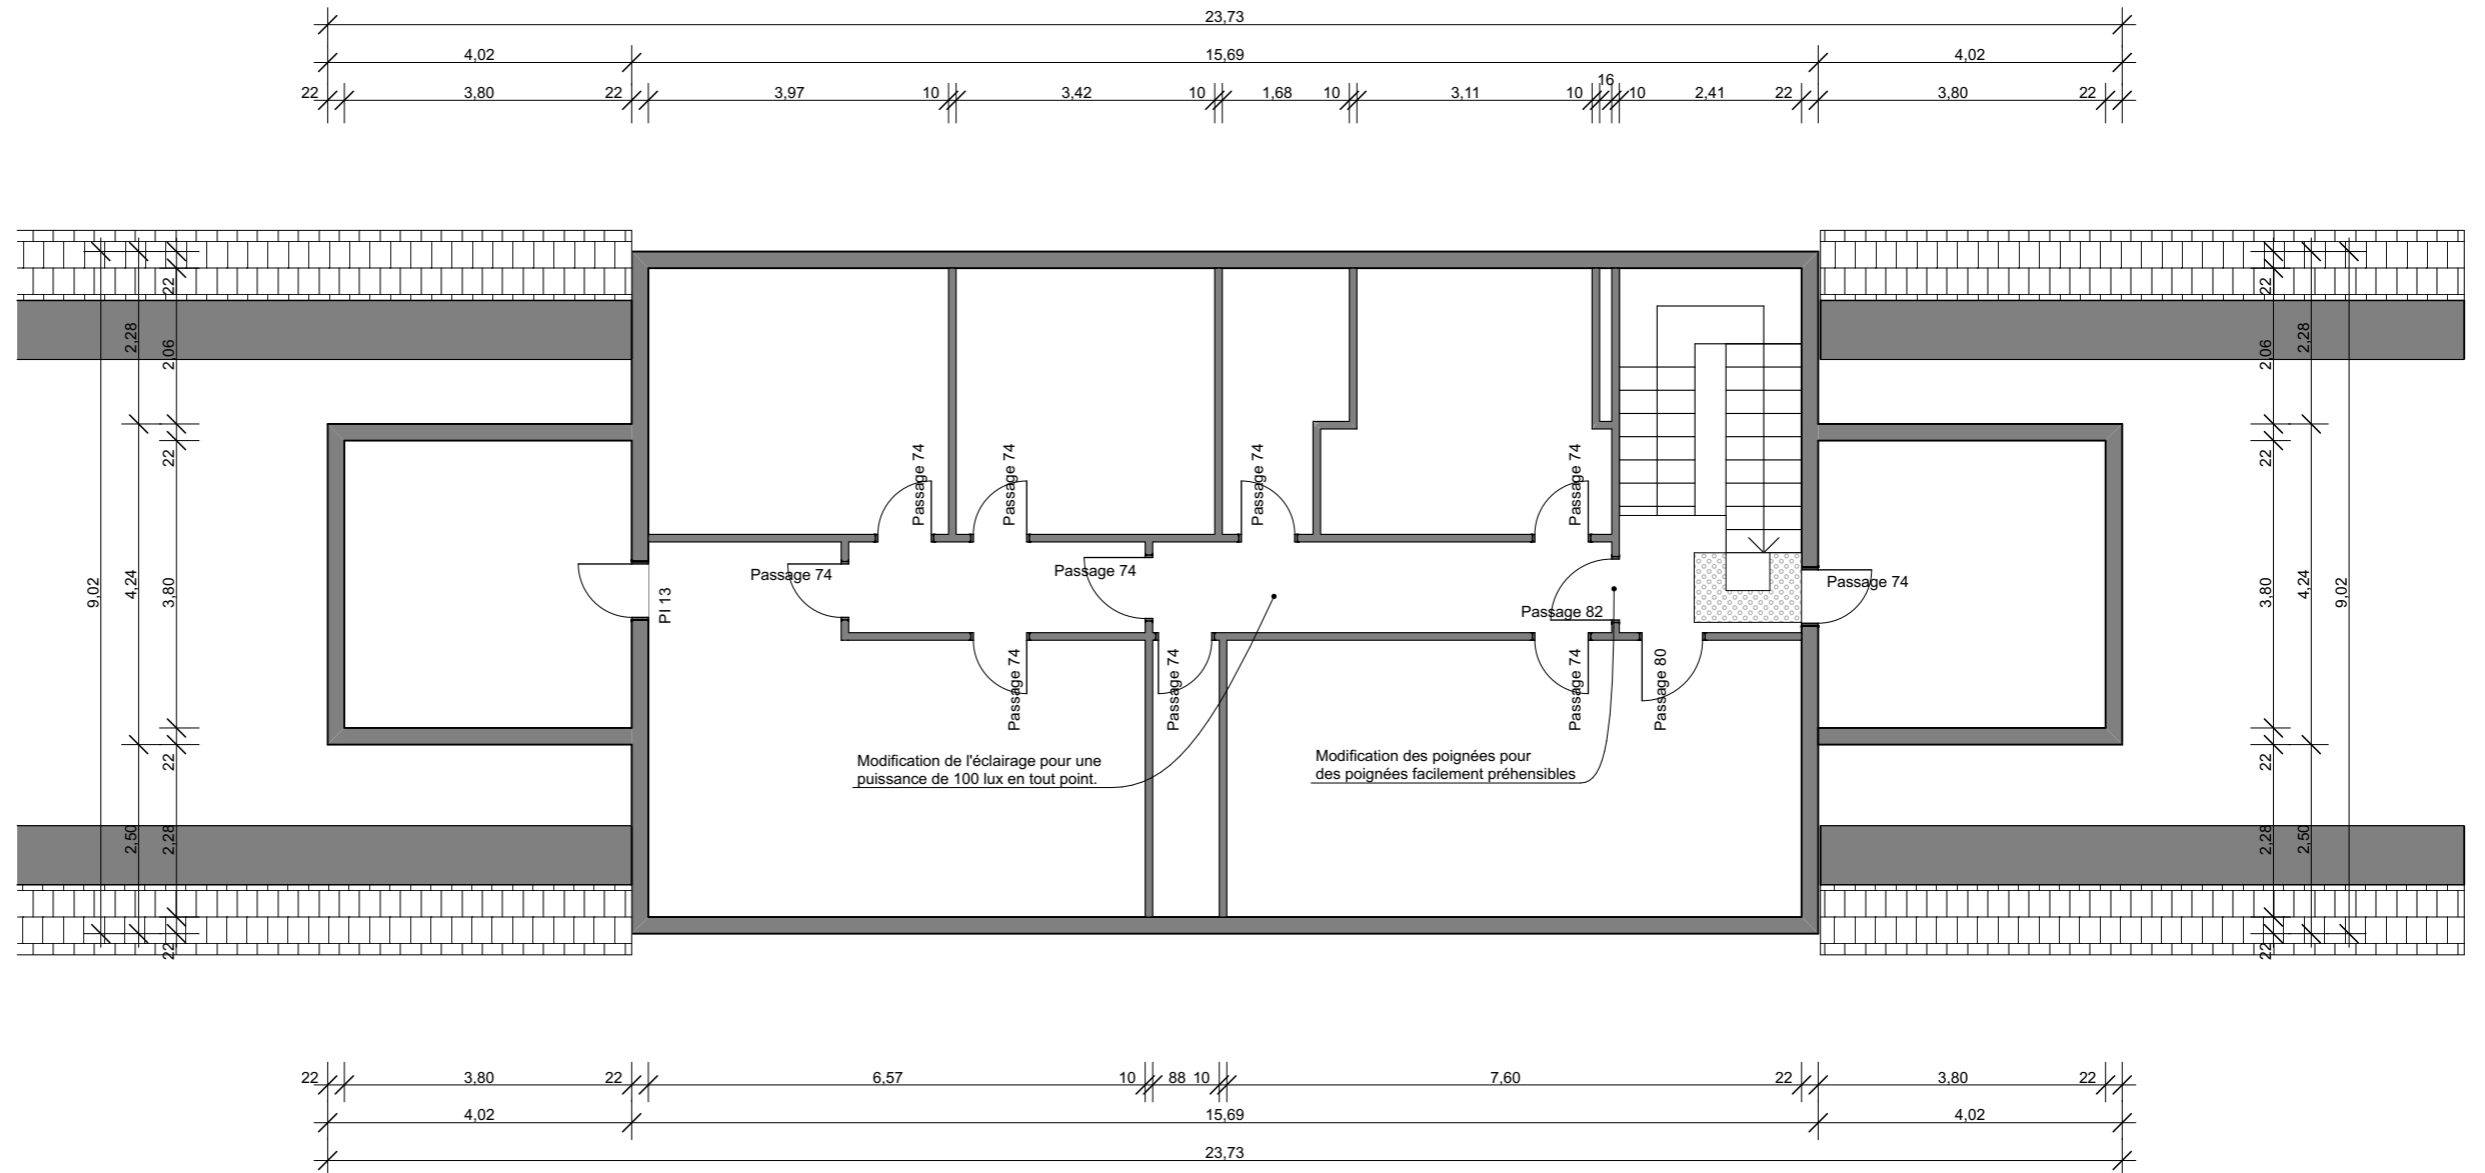 23,73
4,02 15,69 4,02
16
22 3,80 22 3,97 10 3,42 10 1,68 10 3,11 10 10 2,41 22 3,80 22
22 22
2,28 2,06 2,06 2,28
22 22
Passage 74 Passage 74 Passage 74 Passage 74
9,02 4,24 3,80 3,80 4,24 9,02
Passage 74
Passage 74
Passage 74
PI 13
Passage 82
Passage 74 Passage 74 Passage 74 Passage 80
22 22
Modification de l'éclairage pour une
puissance de 100 lux en tout point.
Modification des poignées pour
des poignées facilement préhensibles
2,50 2,28 2,28 2,50
22 22
22 3,80 22 6,57 10 88 10 7,60 22 3,80 22
4,02 15,69 4,02
23,73